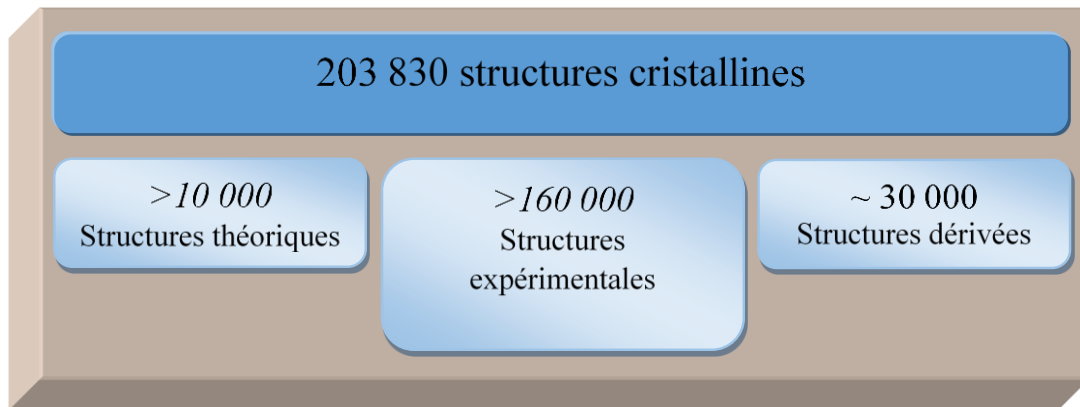 203 830 structures cristallines
>10 000
Structures théoriques
>160 000
Structures
expérimentales
~ 30 000
Structures dérivées